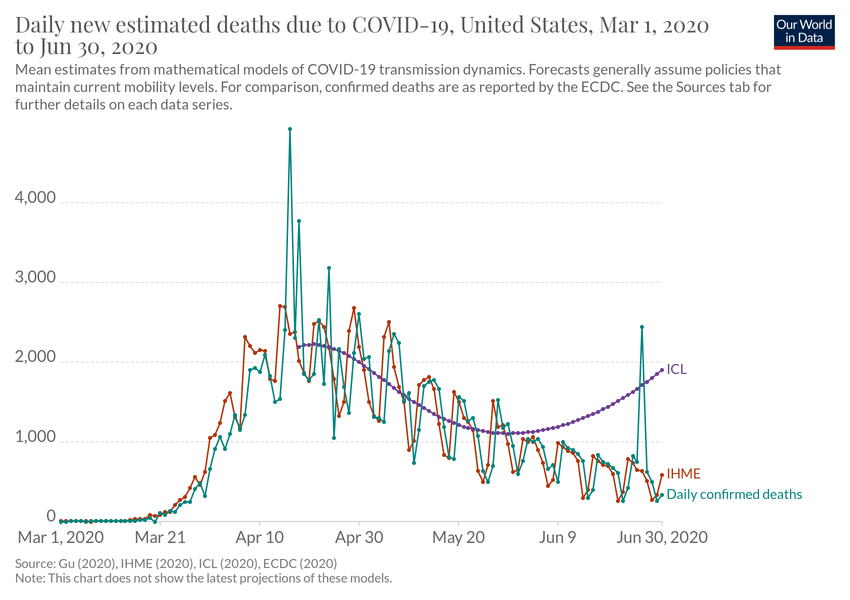 Daily new estimated deaths due to COVID-19, United States, Mar 1, 2020
to Jun 30, 2020
Our World
in Data
Mean estimates from mathematical models of COVID-19 transmission dynamics. Forecasts generally assume policies that
maintain current mobility levels. For comparison, confirmed deaths are as reported by the ECDC. See the Sources tab for
further details on each data series.
4,000
3,000
2,000
1,000
0
ICL
IHME
Daily confirmed deaths
Mar 1, 2020
Mar 21
Apr 10
Apr 30
May 20
Jun 9
Jun 30, 2020
Source: Gu (2020), IHME (2020), ICL (2020), ECDC (2020)
Note: This chart does not show the latest projections of these models.